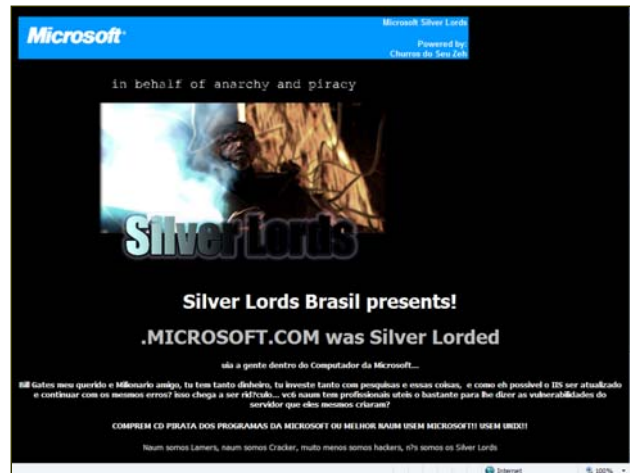 Microsoft
Microsoft Silver Lords
Powered by:
Churros do Seu Zeh
in behalf of anarchy and piracy
Silver Lords
Silver Lords Brasil presents!
.MICROSOFT.COM was Silver Lorded
uia a gente dentro do Computador da Microsoft...
Bill Gates meu querido e Milionario amigo, tu tem tanto dinheiro, tu investe tanto com pesquisas e essas coisas, e como eh possivel o IIS ser atualizado
e continuar com os mesmos erros? isso chega a ser rid?culo... vc6 naum tem profissionais uteis o bastante para lhe dizer as vulnerabilidades do
servidor que eles mesmos criaram?
COMPREM CD PIRATA DOS PROGRAMAS DA MICROSOFT OU MELHOR NAUM USEM MICROSOFT!! USEM UNIX!!
Naum somos Lamers, naum somos Cracker, muto menos somos hackers, n?s somos os Silver Lords
Internet
100%